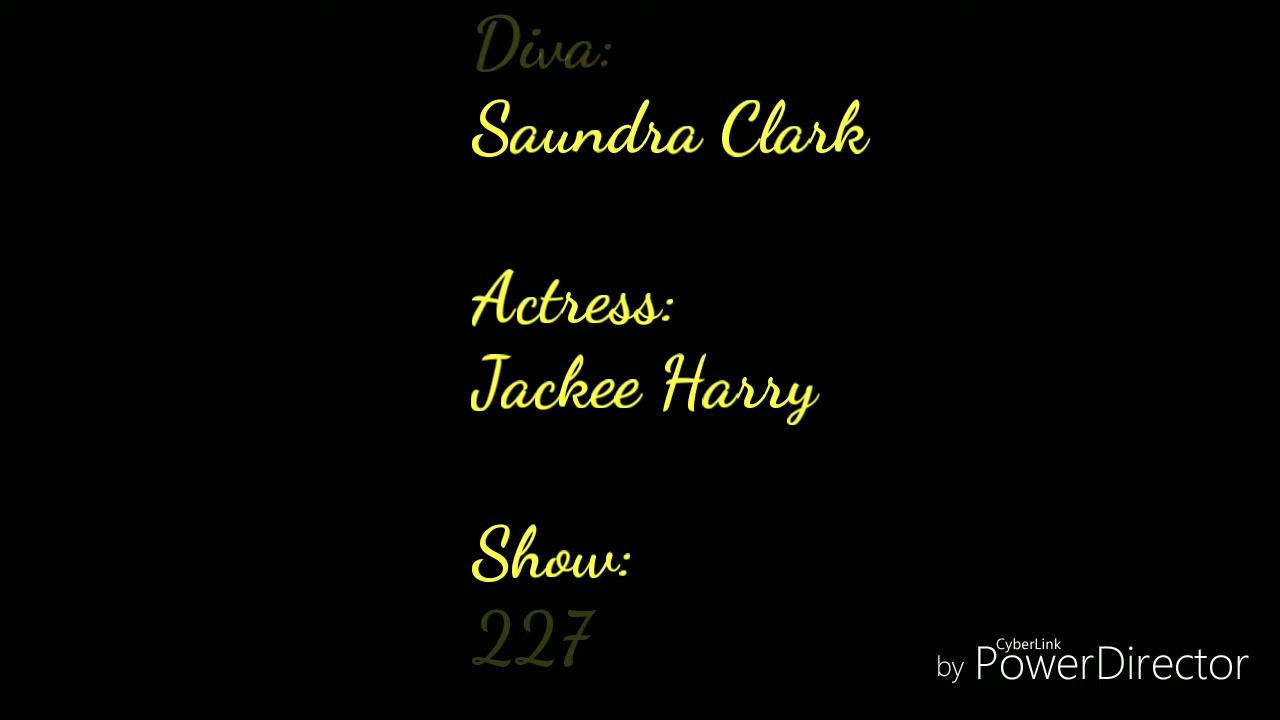 Diva:
Saundra Clark
Actress:
Jackee Harry
Show:
227
CyberLink
by PowerDirector